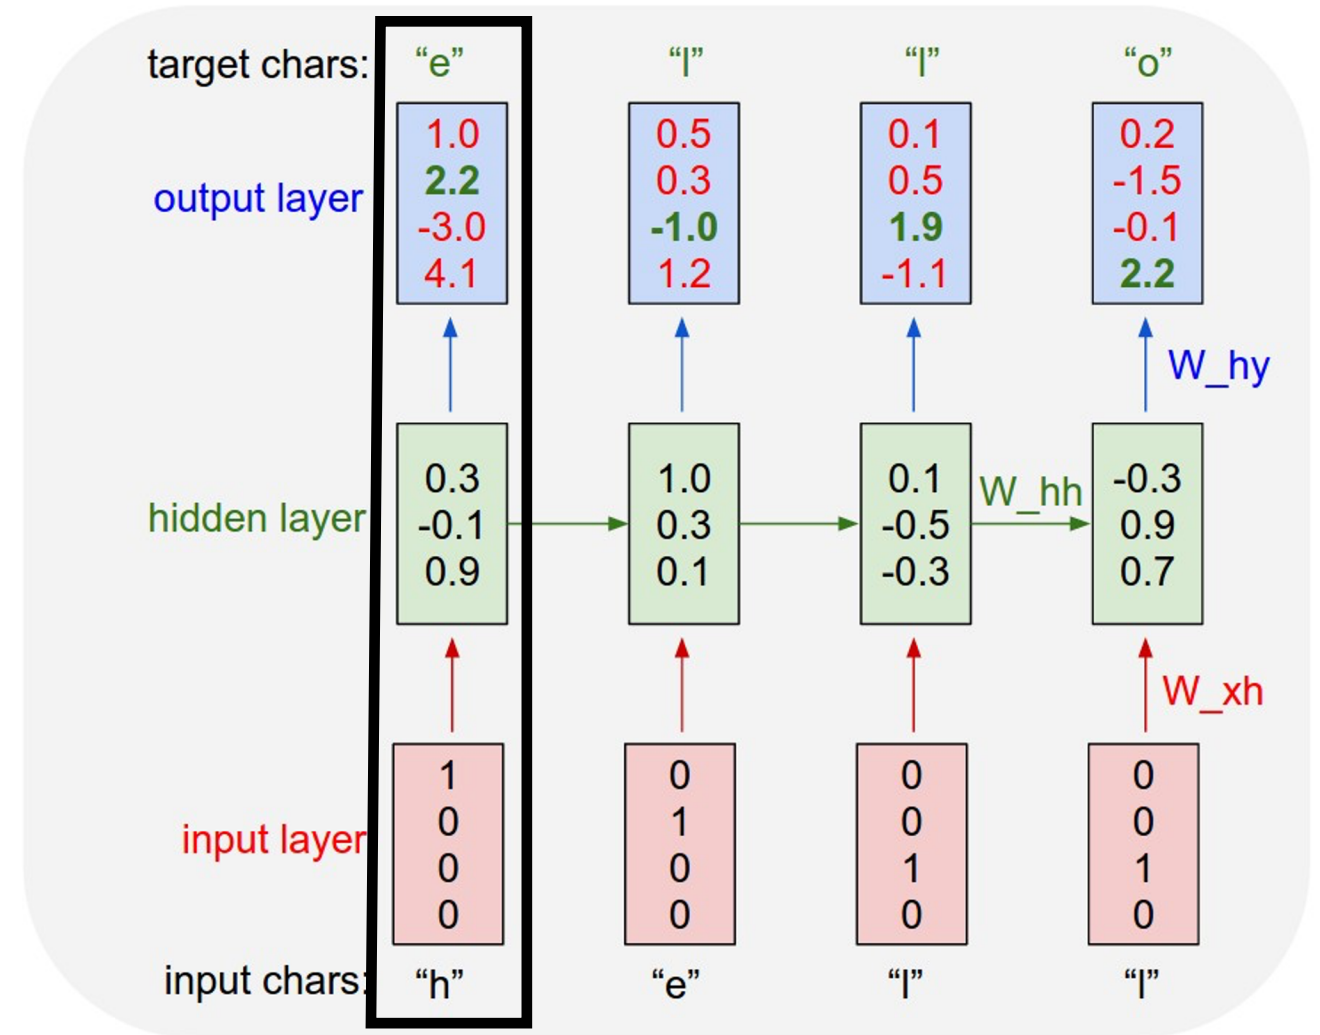 target chars: “e” “l” “l” “o”
1.0 0.5 0.1 0.2
2.2 0.3 0.5 -1.5
output layer
-3.0 -1.0 1.9 -0.1
4.1 1.2 -1.1 2.2
W_hy
0.3 1.0 0.1 -0.3
W_hh
hidden layer -0.1 0.3 -0.5 0.9
0.9 0.1 -0.3 0.7
W_xh
1 0 0 0
0 1 0 0
input layer
0 0 1 1
0 0 0 0
input chars: “h” “e” “l” “l”